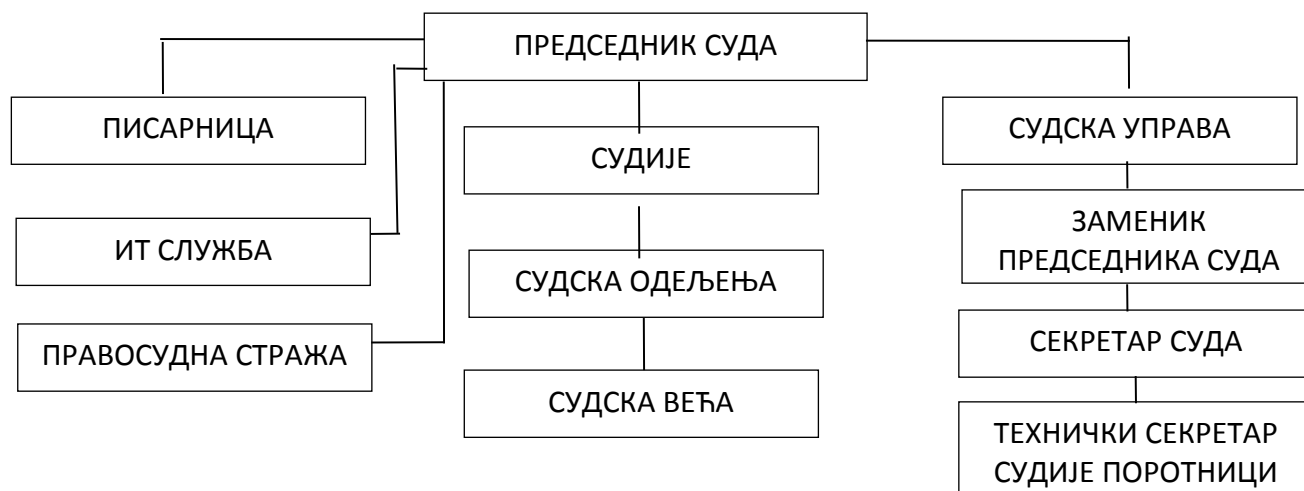 ПРЕДСЕДНИК СУДА
ПИСАРНИЦА
СУДИЈЕ
СУДСКА УПРАВА
ИТ СЛУЖБА
СУДСКА ОДЕЉЕЊА
ЗАМЕНИК
ПРЕДСЕДНИКА СУДА
ПРАВОСУДНА СТРАЖА
СУДСКА ВЕЋА
СЕКРЕТАР СУДА
ТЕХНИЧКИ СЕКРЕТАР
СУДИЈЕ ПОРОТНИЦИ